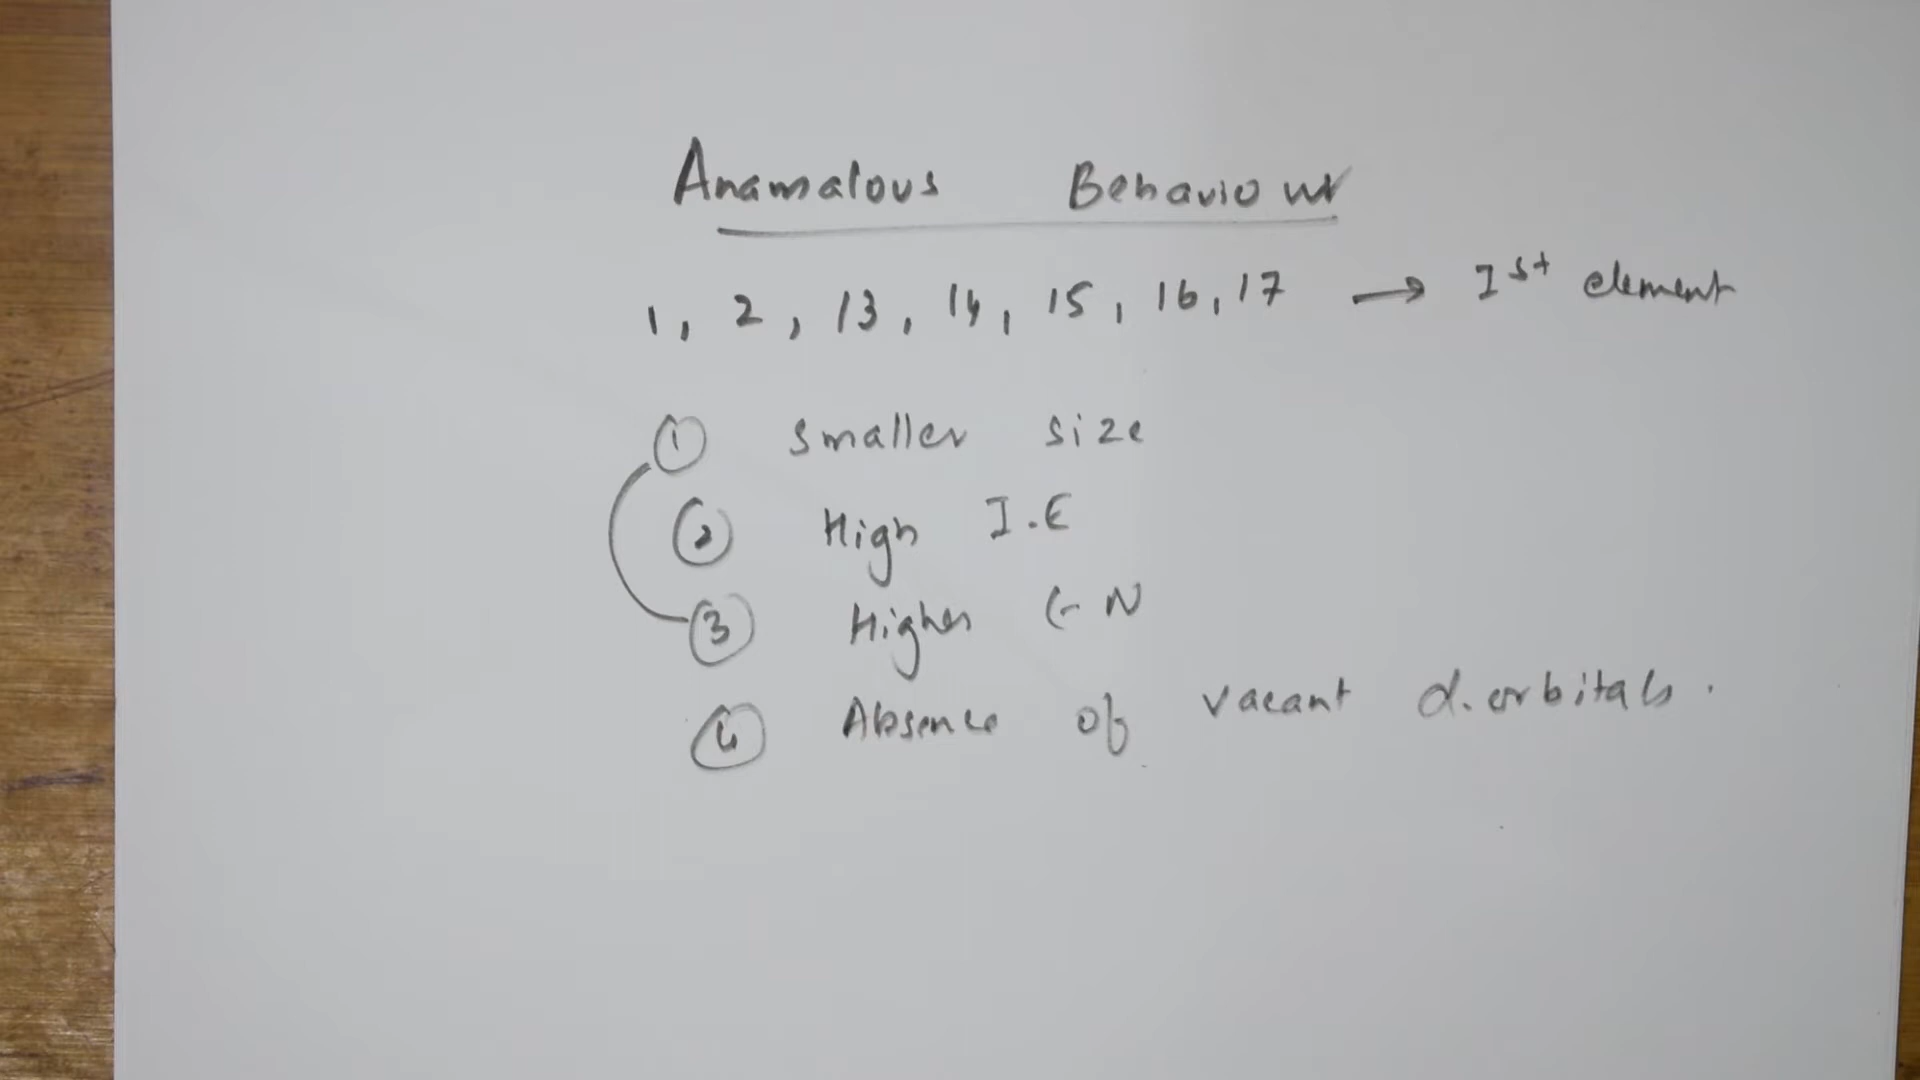 Anamalous Behaviour
1, 2, 13, 14, 15, 16, 17 → Ist element
① smaller size
② High I.E
③ Higher E N
④ Absence of vacant d.orbitals.